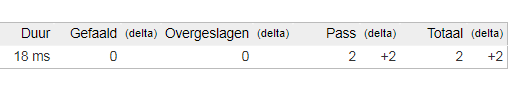 Duur Gefaald (delta) Overgeslagen (delta) Pass (delta) Totaal (delta)
18 ms 0 0 2 +2 2 +2